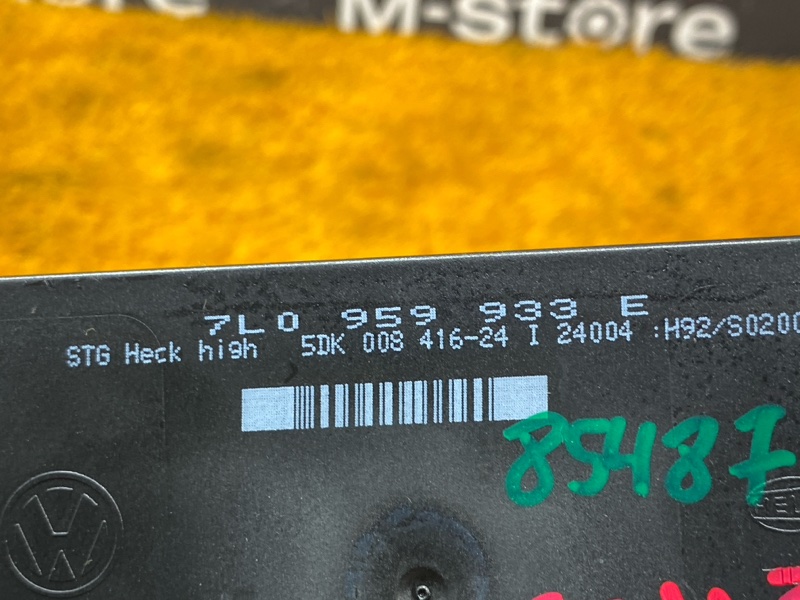 M-Store
7L0 959 933 E
STG Heck high 5DK 008 416-24 I 24004 :H92/S0200
85487